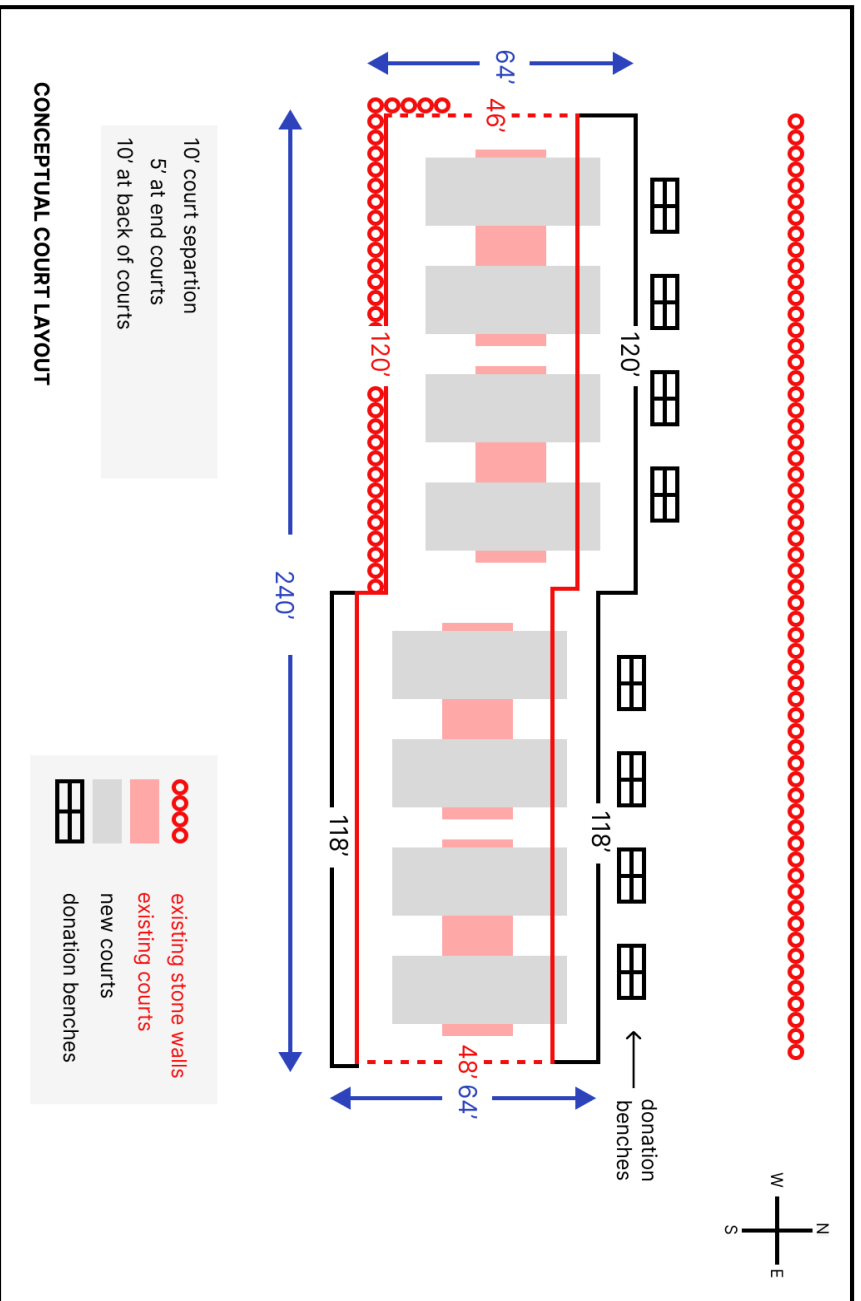 64'
46'
120'
120'
240'
118'
118'
48'
64'
donation
benches
N
W
E
S
CONCEPTUAL COURT LAYOUT
10' court separtion
5' at end courts
10' at back of courts
existing stone walls
existing courts
new courts
donation benches